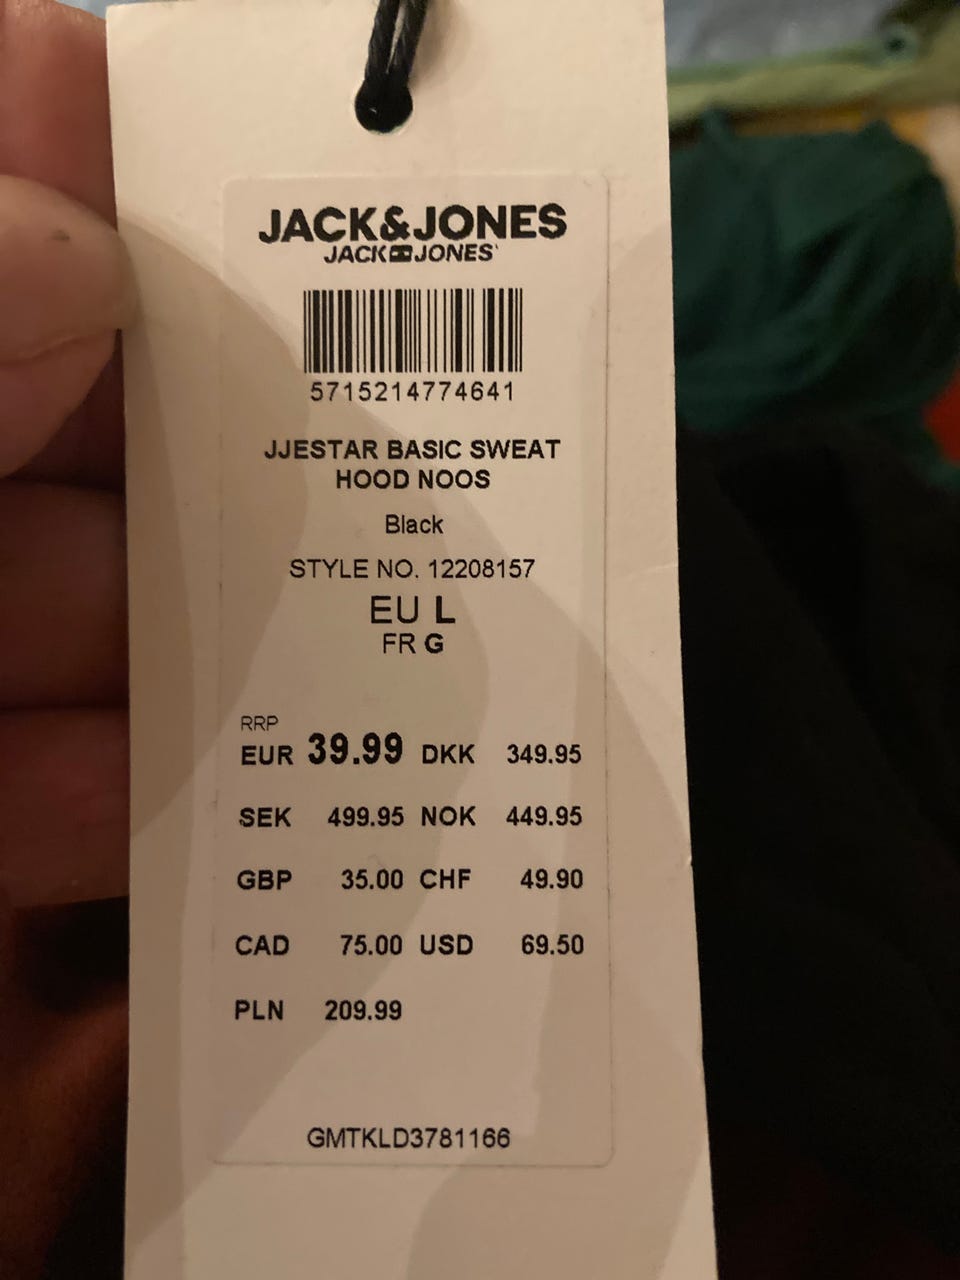 JACK&JONES
JACK JONES
5715214774641
JJESTAR BASIC SWEAT
HOOD NOOS
Black
STYLE NO. 12208157
EU L
FR G
RRP
EUR 39.99 DKK 349.95
SEK 499.95 NOK 449.95
GBP 35.00 CHF 49.90
CAD 75.00 USD 69.50
PLN 209.99
GMTKLD3781166